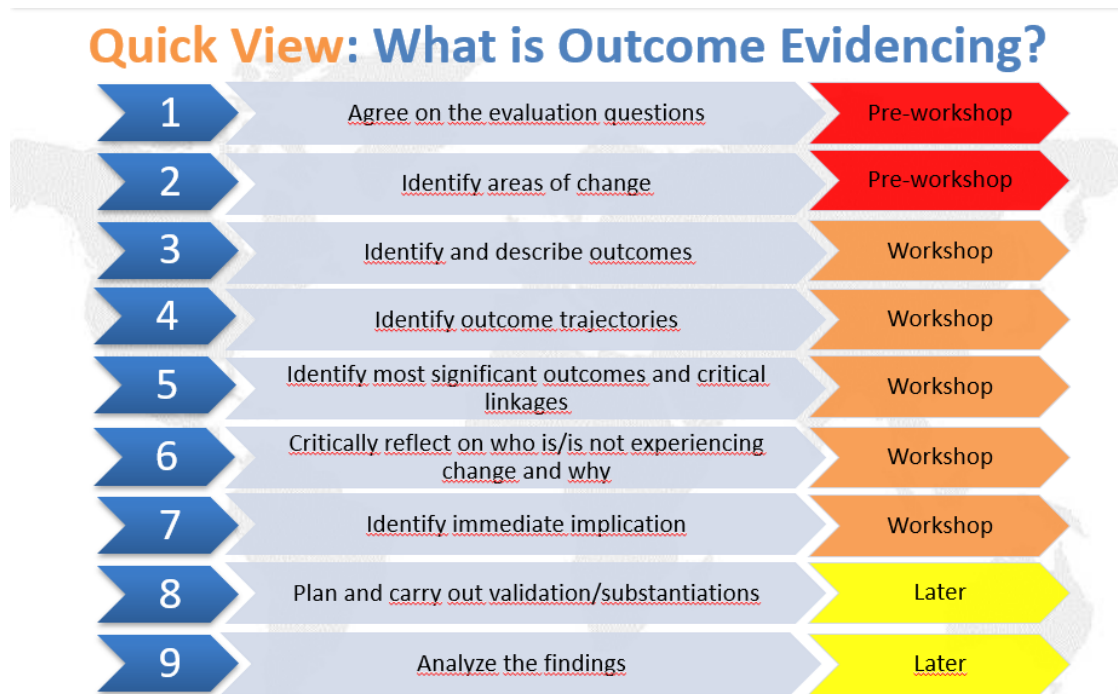 Quick View: What is Outcome Evidencing?
1
Agree on the evaluation questions
Pre-workshop
2
Identify areas of change
Pre-workshop
3
Identify and describe outcomes
Workshop
4
Identify outcome trajectories
Workshop
5
Identify most significant outcomes and critical
linkages
Workshop
6
Critically reflect on who is/is not experiencing
change and why
Workshop
7
Identify immediate implication
Workshop
8
Plan and carry out validation/substantiations
Later
9
Analyze the findings
Later